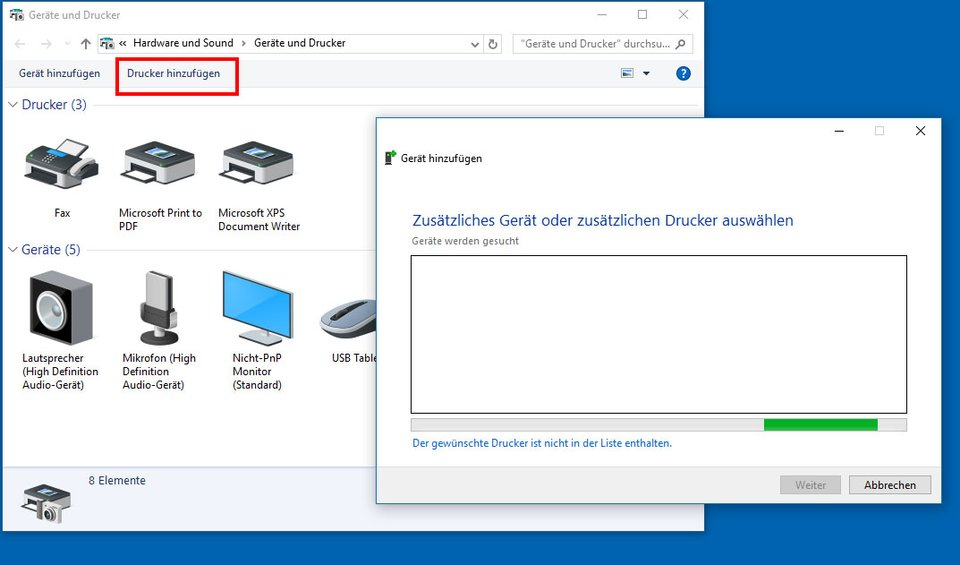 Geräte und Drucker
« Hardware und Sound › Geräte und Drucker
"Geräte und Drucker" durchsu...
Gerät hinzufügen
Drucker hinzufügen
?
Drucker (3)
Fax
Microsoft Print to
PDF
Microsoft XPS
Document Writer
Geräte (5)
Lautsprecher
(High Definition
Audio-Gerät)
Mikrofon (High
Definition
Audio-Gerät)
Nicht-PnP
Monitor
(Standard)
USB Table
8 Elemente
Gerät hinzufügen
Zusätzliches Gerät oder zusätzlichen Drucker auswählen
Geräte werden gesucht
Der gewünschte Drucker ist nicht in der Liste enthalten.
Weiter
Abbrechen